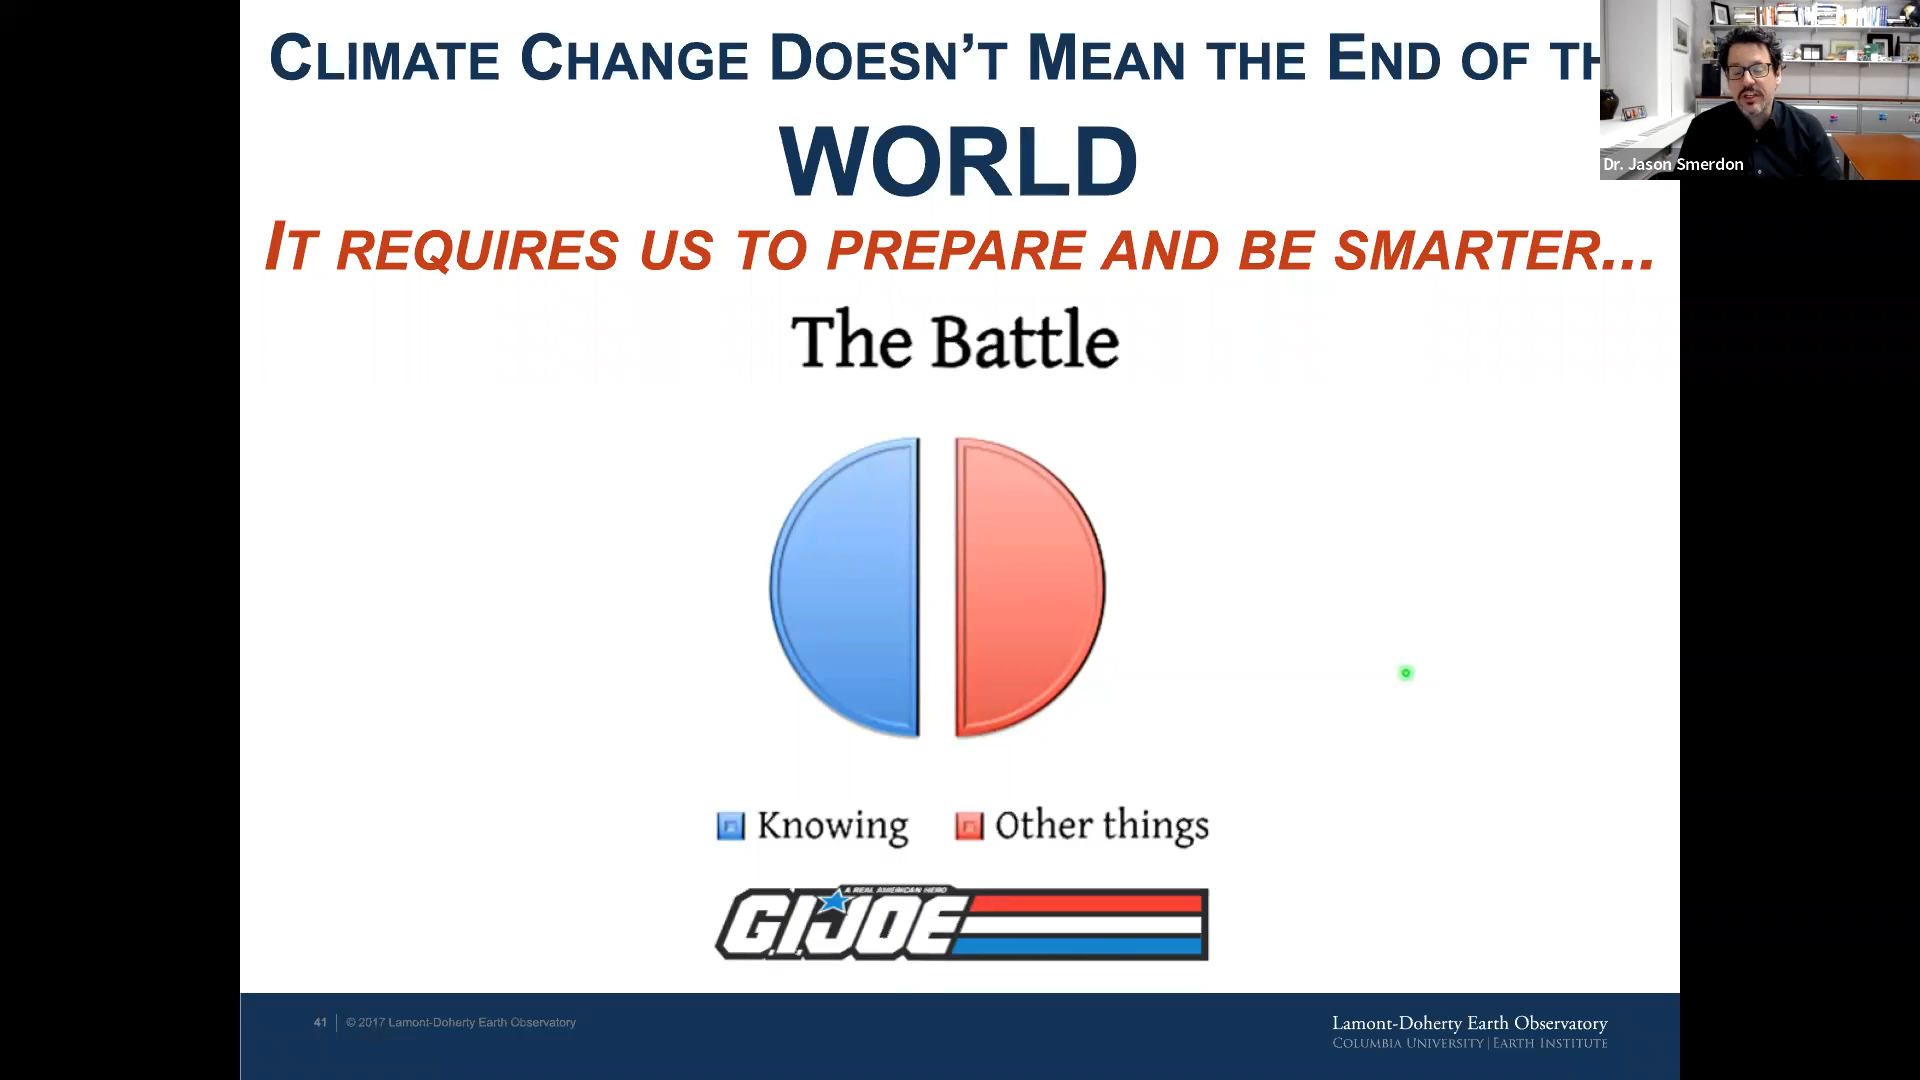 CLIMATE CHANGE DOESN'T MEAN THE END OF TH
WORLD
IT REQUIRES US TO PREPARE AND BE SMARTER...
Dr. Jason Smerdon
The Battle
Knowing
Other things
A REAL AMERICAN HERO
G.I. JOE
41
© 2017 Lamont-Doherty Earth Observatory
Lamont-Doherty Earth Observatory
COLUMBIA UNIVERSITY | EARTH INSTITUTE